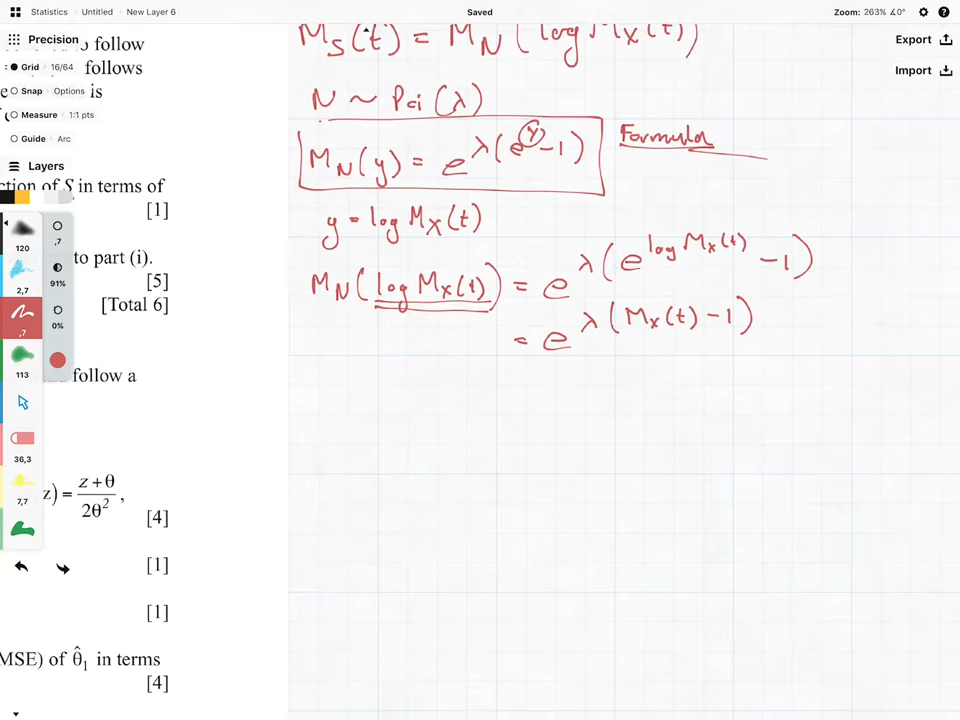 Statistics Untitled New Layer 6
Saved
Zoom: 263% ∠0°
Precision
Grid 16/64
Snap Options
Measure 1:1 pts
Guide Arc
Layers
Export
Import
to follow
follows
is
ction of S in terms of
[1]
to part (i).
[5]
[Total 6]
follow a
z) = (z+θ)/(2θ²),
[4]
[1]
[1]
MSE) of θ̂₁ in terms
[4]
120
2,7
,7
113
36,3
7,7
,7
91%
0%
M_S(t) = M_N(log M_X(t))
N ~ Poi(λ)
M_N(y) = e^{λ(e^y - 1)} Formula
y = log M_X(t)
M_N(log M_X(t)) = e^{λ(e^{log M_X(t)} - 1)}
= e^{λ(M_X(t) - 1)}